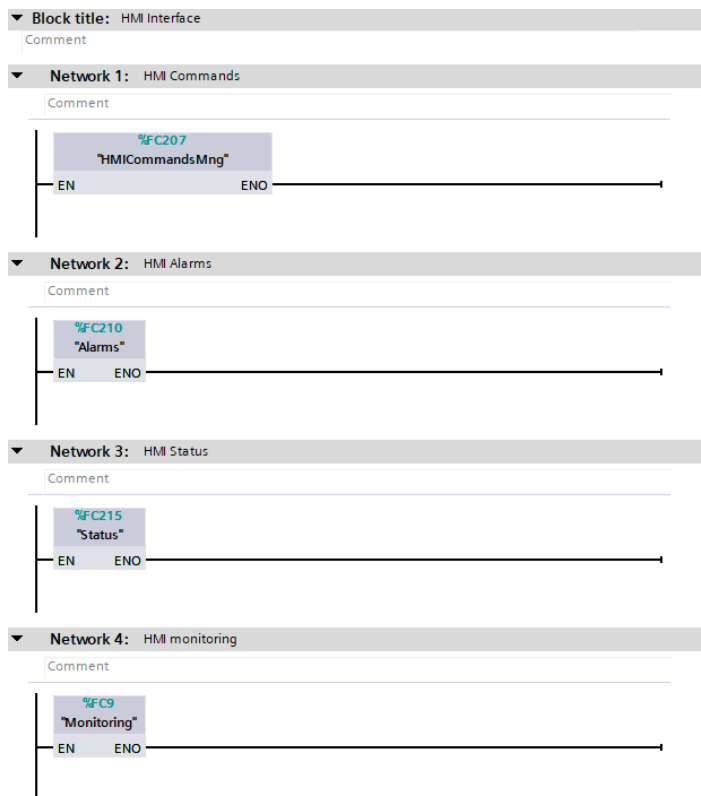 Block title: HMI Interface
Comment
Network 1: HMI Commands
Comment
%FC207
"HMICommandsMng"
EN ENO
Network 2: HMI Alarms
Comment
%FC210
"Alarms"
EN ENO
Network 3: HMI Status
Comment
%FC215
"Status"
EN ENO
Network 4: HMI monitoring
Comment
%FC9
"Monitoring"
EN ENO